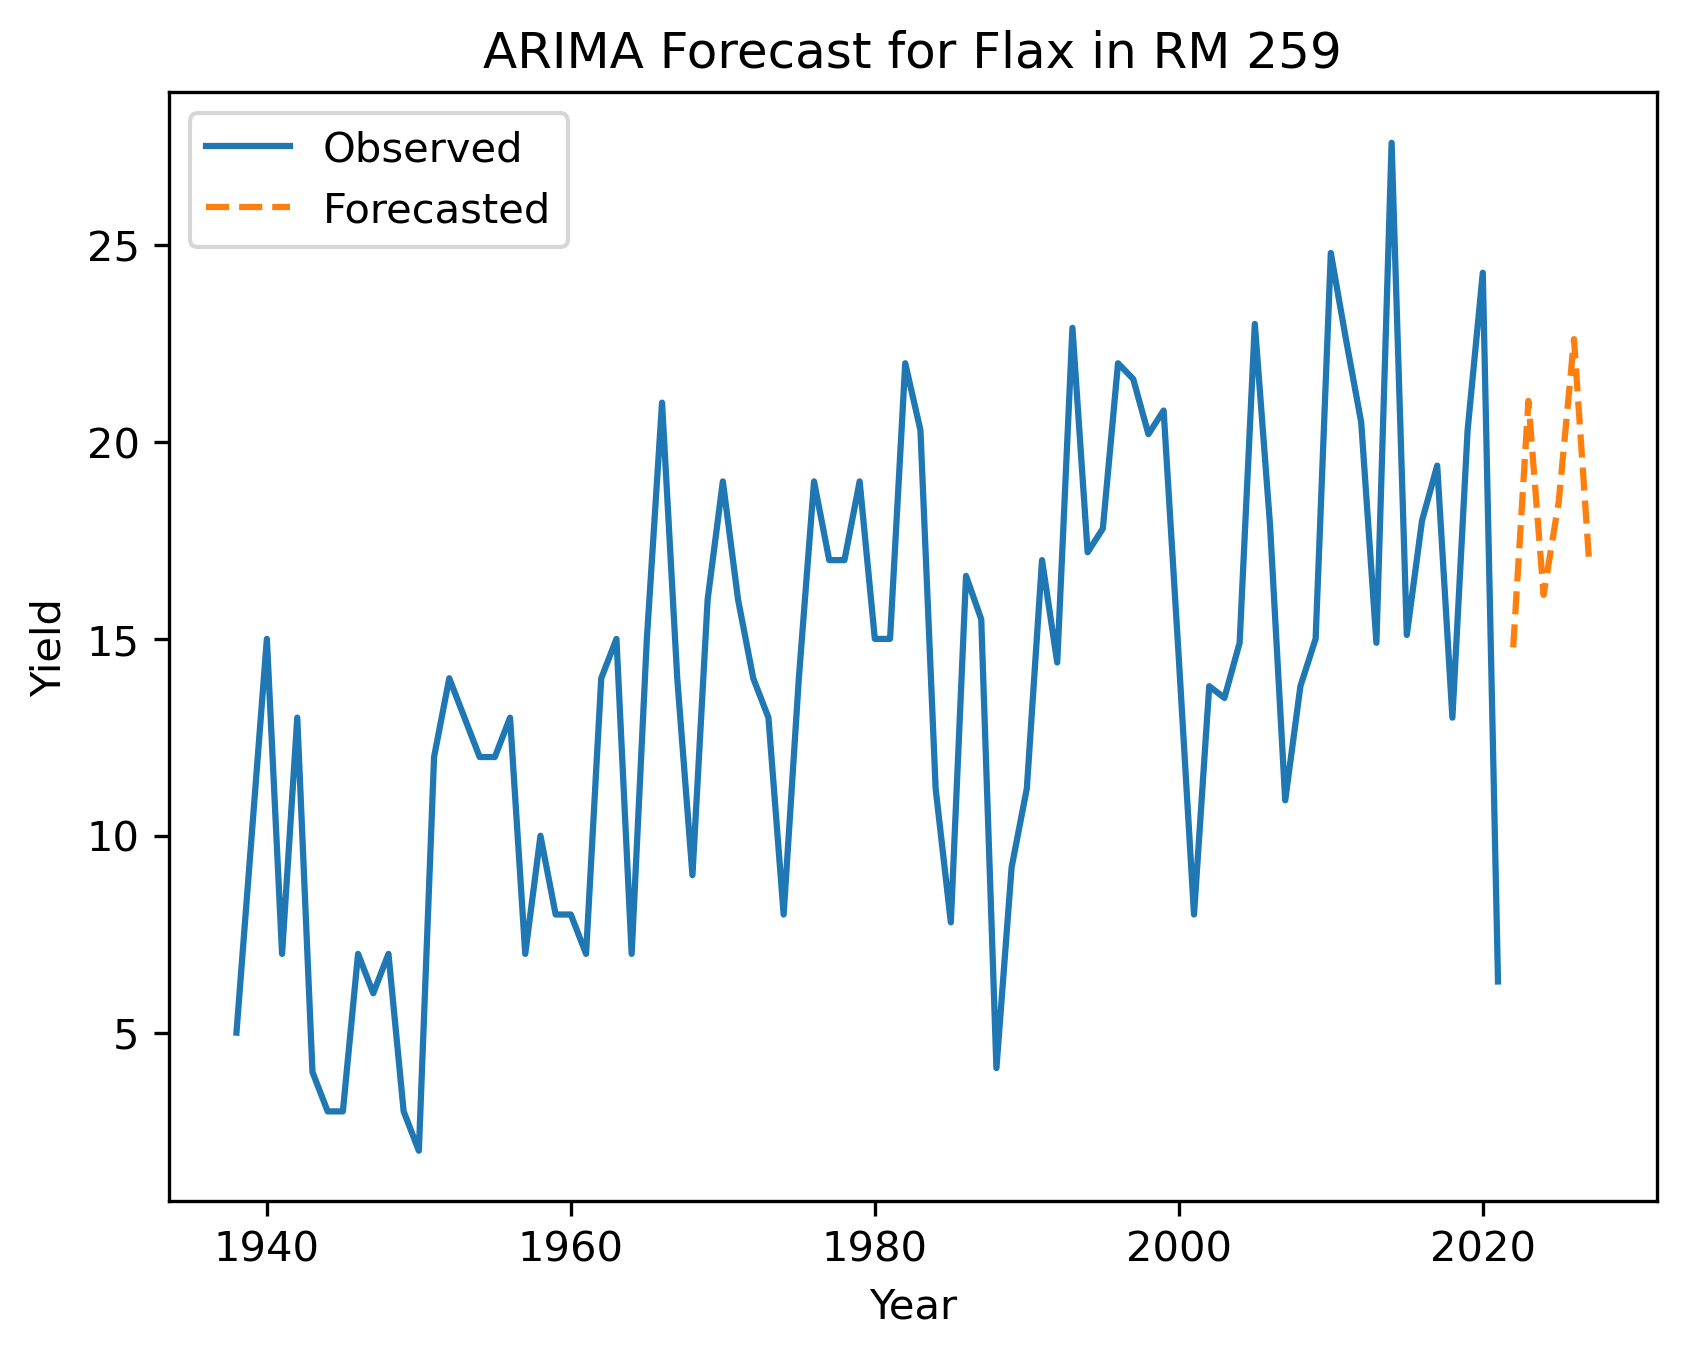 ARIMA Forecast for Flax in RM 259
Observed
Forecasted
25
20
15
10
5
Yield
1940 1960 1980 2000 2020
Year